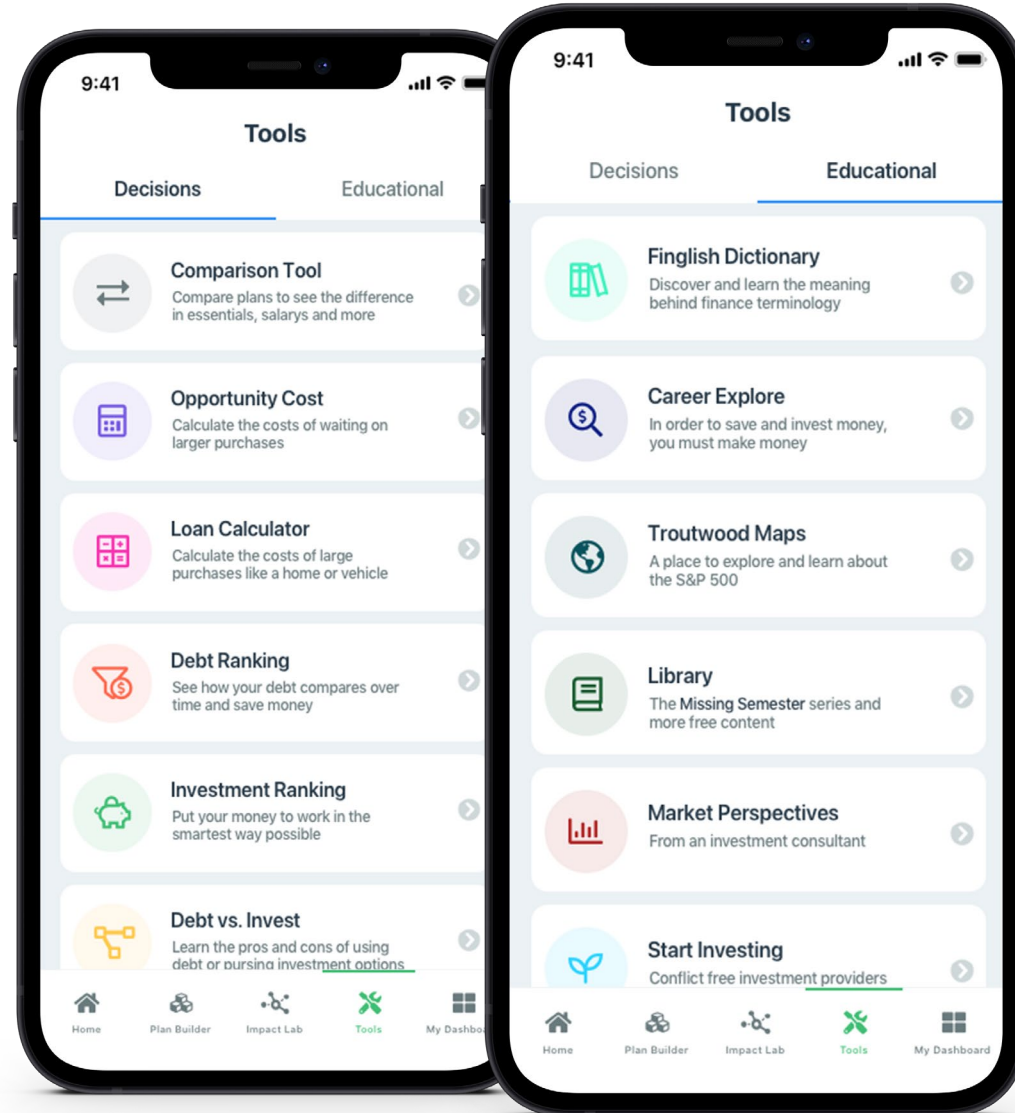 9:41
Tools
Decisions
Educational
Comparison Tool
Compare plans to see the difference
in essentials, salarys and more
Opportunity Cost
Calculate the costs of waiting on
larger purchases
Loan Calculator
Calculate the costs of large
purchases like a home or vehicle
Debt Ranking
See how your debt compares over
time and save money
Investment Ranking
Put your money to work in the
smartest way possible
Debt vs. Invest
Learn the pros and cons of using
debt or pursing investment options
Home
Plan Builder
Impact Lab
Tools
My Dashboa
9:41
Tools
Decisions
Educational
Finglish Dictionary
Discover and learn the meaning
behind finance terminology
Career Explore
In order to save and invest money,
you must make money
Troutwood Maps
A place to explore and learn about
the S&P 500
Library
The Missing Semester series and
more free content
Market Perspectives
From an investment consultant
Start Investing
Conflict free investment providers
Home
Plan Builder
Impact Lab
Tools
My Dashboard